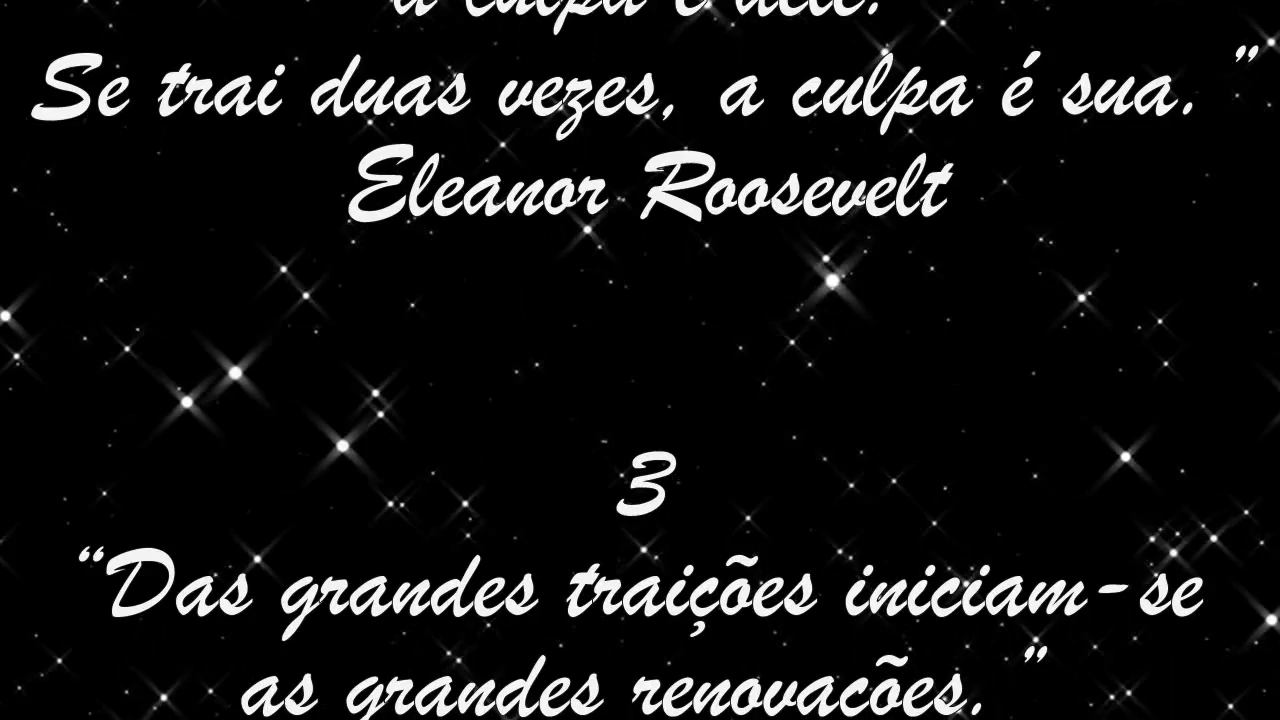 a culpa é dele.
Se trai duas vezes, a culpa é sua. ”
Eleanor Roosevelt
3
“Das grandes traições iniciam-se
as grandes renovações. ”